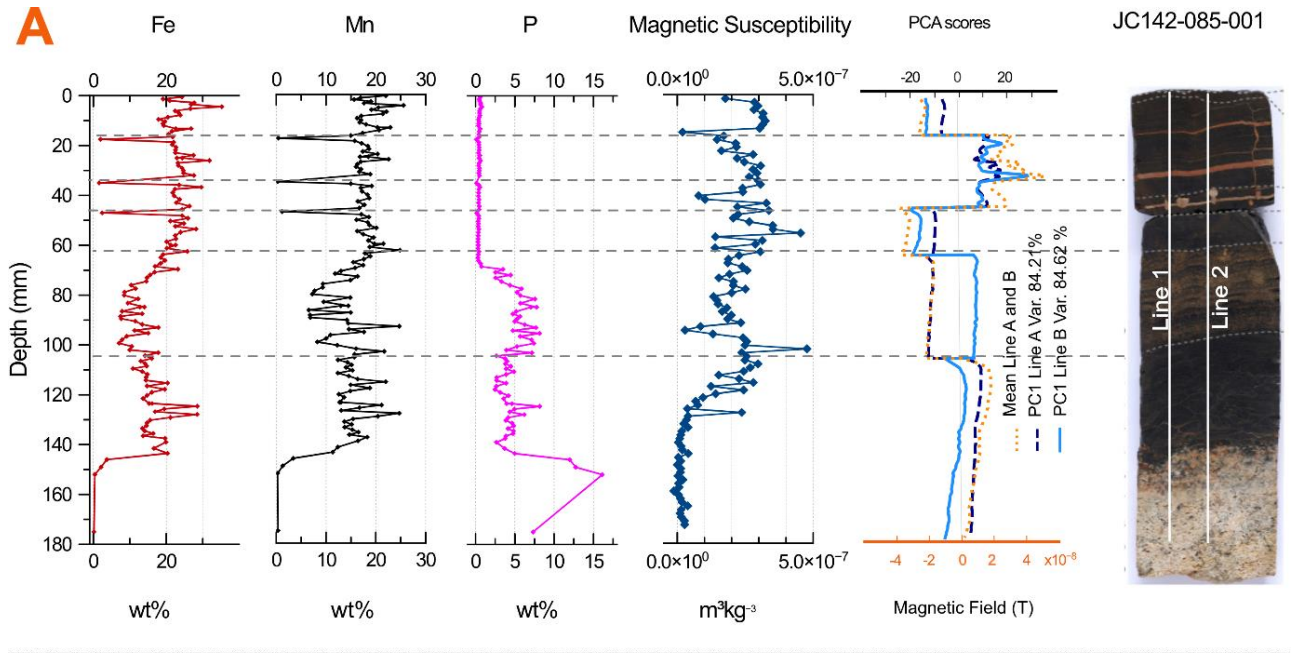 A
Fe Mn P Magnetic Susceptibility PCA scores JC142-085-001
0 20 0 10 20 30 0 5 10 15 0.0×10⁰ 5.0×10⁻⁷ -20 0 20
0
20
40
60
80
100
120
140
160
180
Depth (mm)
Mean Line A and B
PC1 Line A Var. 84.21%
PC1 Line B Var. 84.62 %
Line 1
Line 2
0 20 0 10 20 30 0 5 10 15 0.0×10⁰ 5.0×10⁻⁷ -4 -2 0 2 4 x10⁻⁸
wt% wt% wt% m³kg⁻³ Magnetic Field (T)